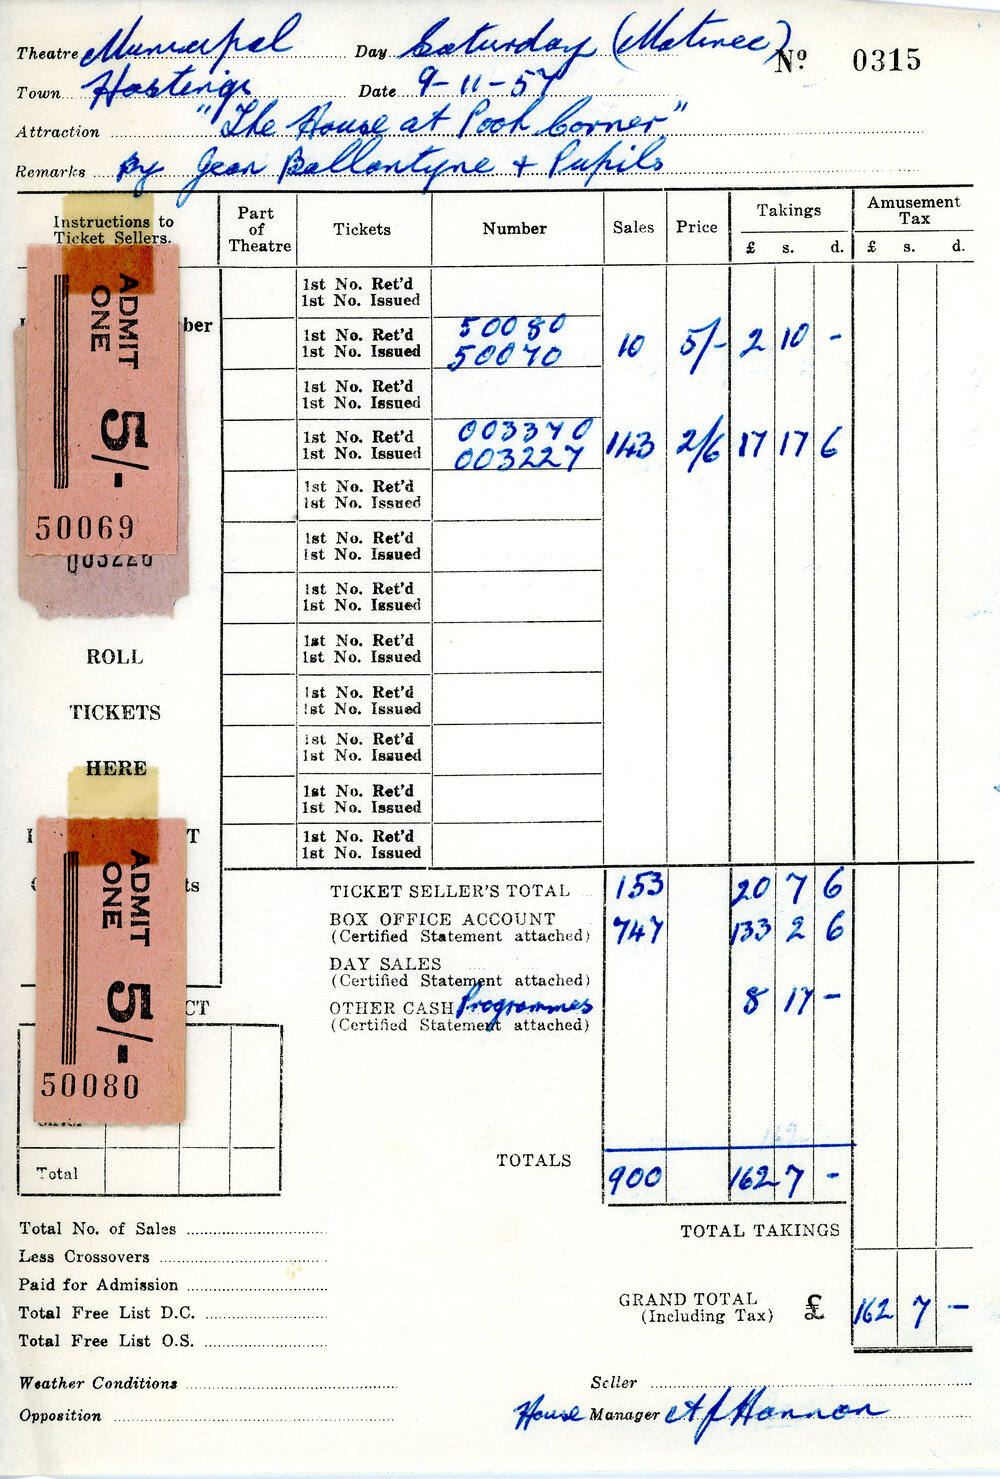 Theatre Municipal Day Saturday (Matinee) Nº 0315
Town Hastings Date 9-11-57
Attraction "The House at Pooh Corner"
Remarks By Jean Ballantyne + Pupils
Instructions to Ticket Sellers. Part of Theatre Tickets Number Sales Price Takings £ s. d. Amusement Tax £ s. d.
1st No. Ret'd
1st No. Issued
1st No. Ret'd 50080
1st No. Issued 50070 10 5/- 2 10 -
1st No. Ret'd
1st No. Issued
1st No. Ret'd 003370
1st No. Issued 003227 143 2/6 17 17 6
1st No. Ret'd
1st No. Issued
1st No. Ret'd
1st No. Issued
1st No. Ret'd
1st No. Issued
1st No. Ret'd
1st No. Issued
1st No. Ret'd
1st No. Issued
1st No. Ret'd
1st No. Issued
1st No. Ret'd
1st No. Issued
1st No. Ret'd
1st No. Issued
ADMIT
ONE
5/-
50069
003226
ROLL
TICKETS
HERE
ADMIT
ONE
5/-
50080
Total
TICKET SELLER'S TOTAL 153 20 7 6
BOX OFFICE ACCOUNT 747 133 2 6
(Certified Statement attached)
DAY SALES
(Certified Statement attached)
OTHER CASH Programmes 8 17 -
(Certified Statement attached)
TOTALS 900 162 7 -
TOTAL TAKINGS
GRAND TOTAL £ 162 7 -
(Including Tax)
Total No. of Sales
Less Crossovers
Paid for Admission
Total Free List D.C.
Total Free List O.S.
Weather Conditions Seller
Opposition House Manager A J Hannan